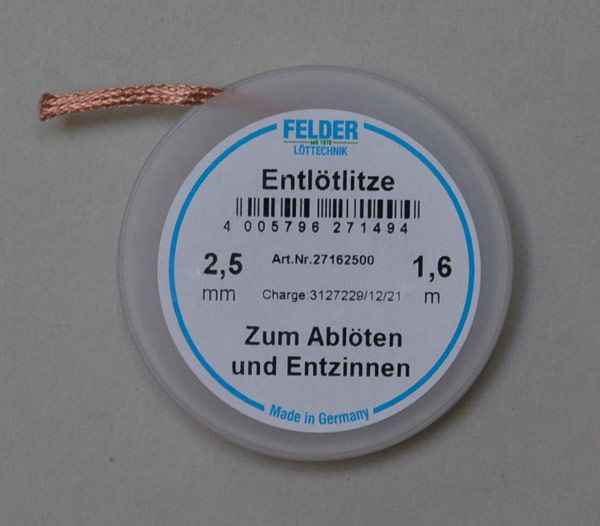 FELDER
seit 1979
LÖTTECHNIK
Entlötlitze
4 005796 271494
Art.Nr.27162500
2,5 mm
1,6 m
Charge:3127229/12/21
Zum Ablöten
und Entzinnen
Made in Germany